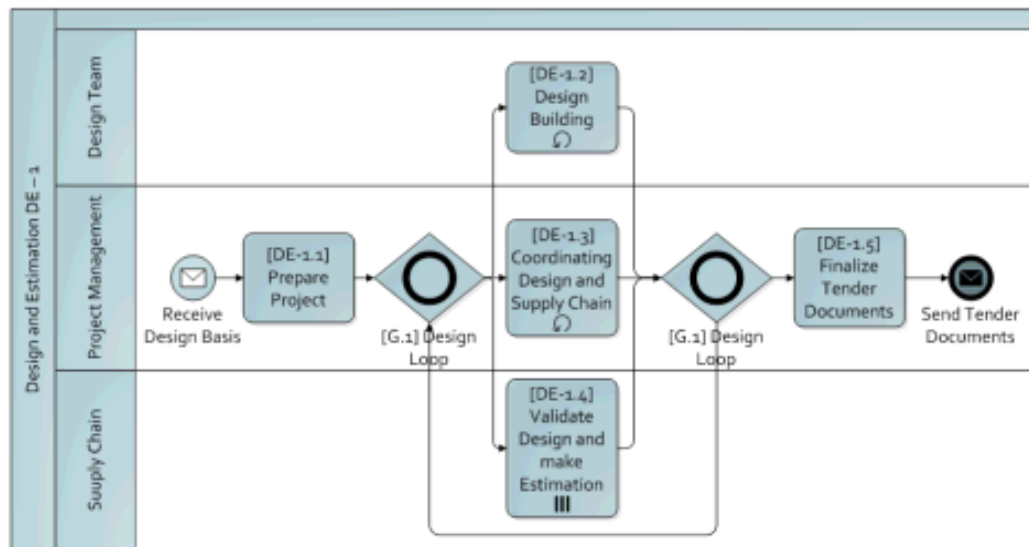 Design and Estimation DE – 1
Design Team
[DE-1.2]
Design
Building
Project Management
Receive
Design Basis
[DE-1.1]
Prepare
Project
[G.1] Design
Loop
[DE-1.3]
Coordinating
Design and
Supply Chain
[G.1] Design
Loop
[DE-1.5]
Finalize
Tender
Documents
Send Tender
Documents
Suuply Chain
[DE-1.4]
Validate
Design and
make
Estimation